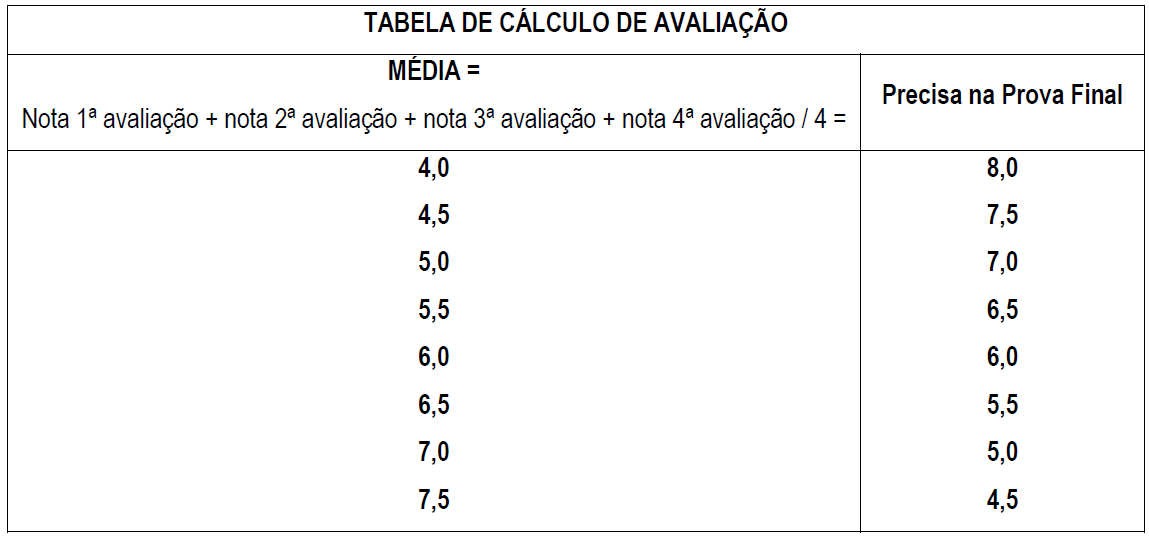 TABELA DE CÁLCULO DE AVALIAÇÃO
MÉDIA =
Nota 1ª avaliação + nota 2ª avaliação + nota 3ª avaliação + nota 4ª avaliação / 4 =
Precisa na Prova Final
4,0 8,0
4,5 7,5
5,0 7,0
5,5 6,5
6,0 6,0
6,5 5,5
7,0 5,0
7,5 4,5